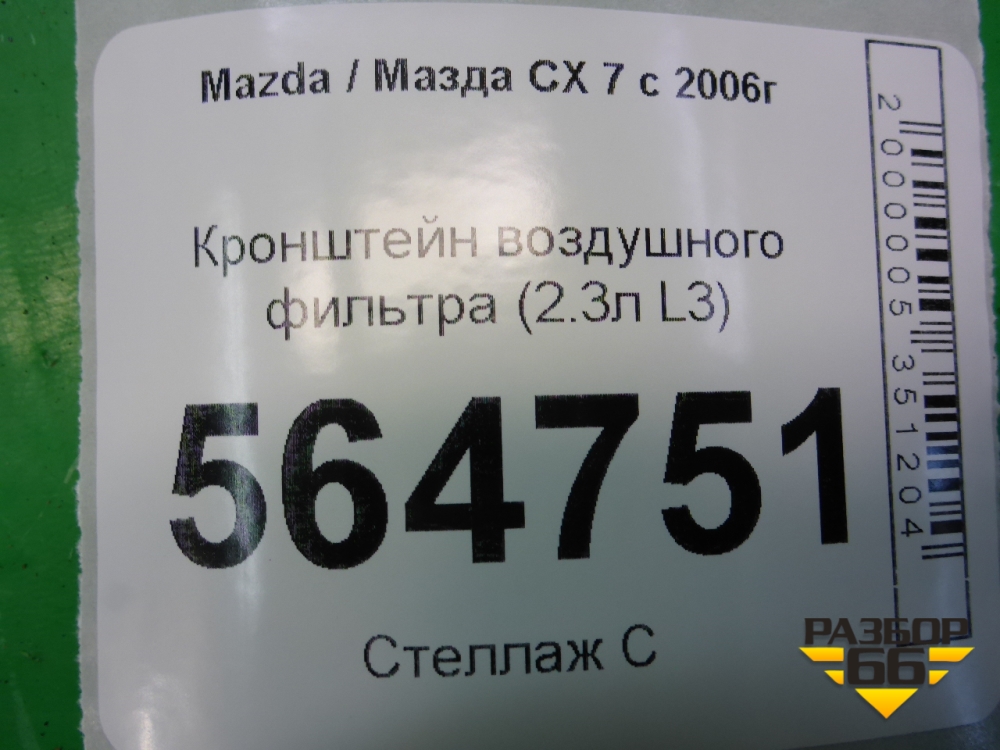 Mazda / Мазда CX 7 с 2006г
Кронштейн воздушного
фильтра (2.3л L3)
564751
Стеллаж С
2000005351204
РАЗБОР
66